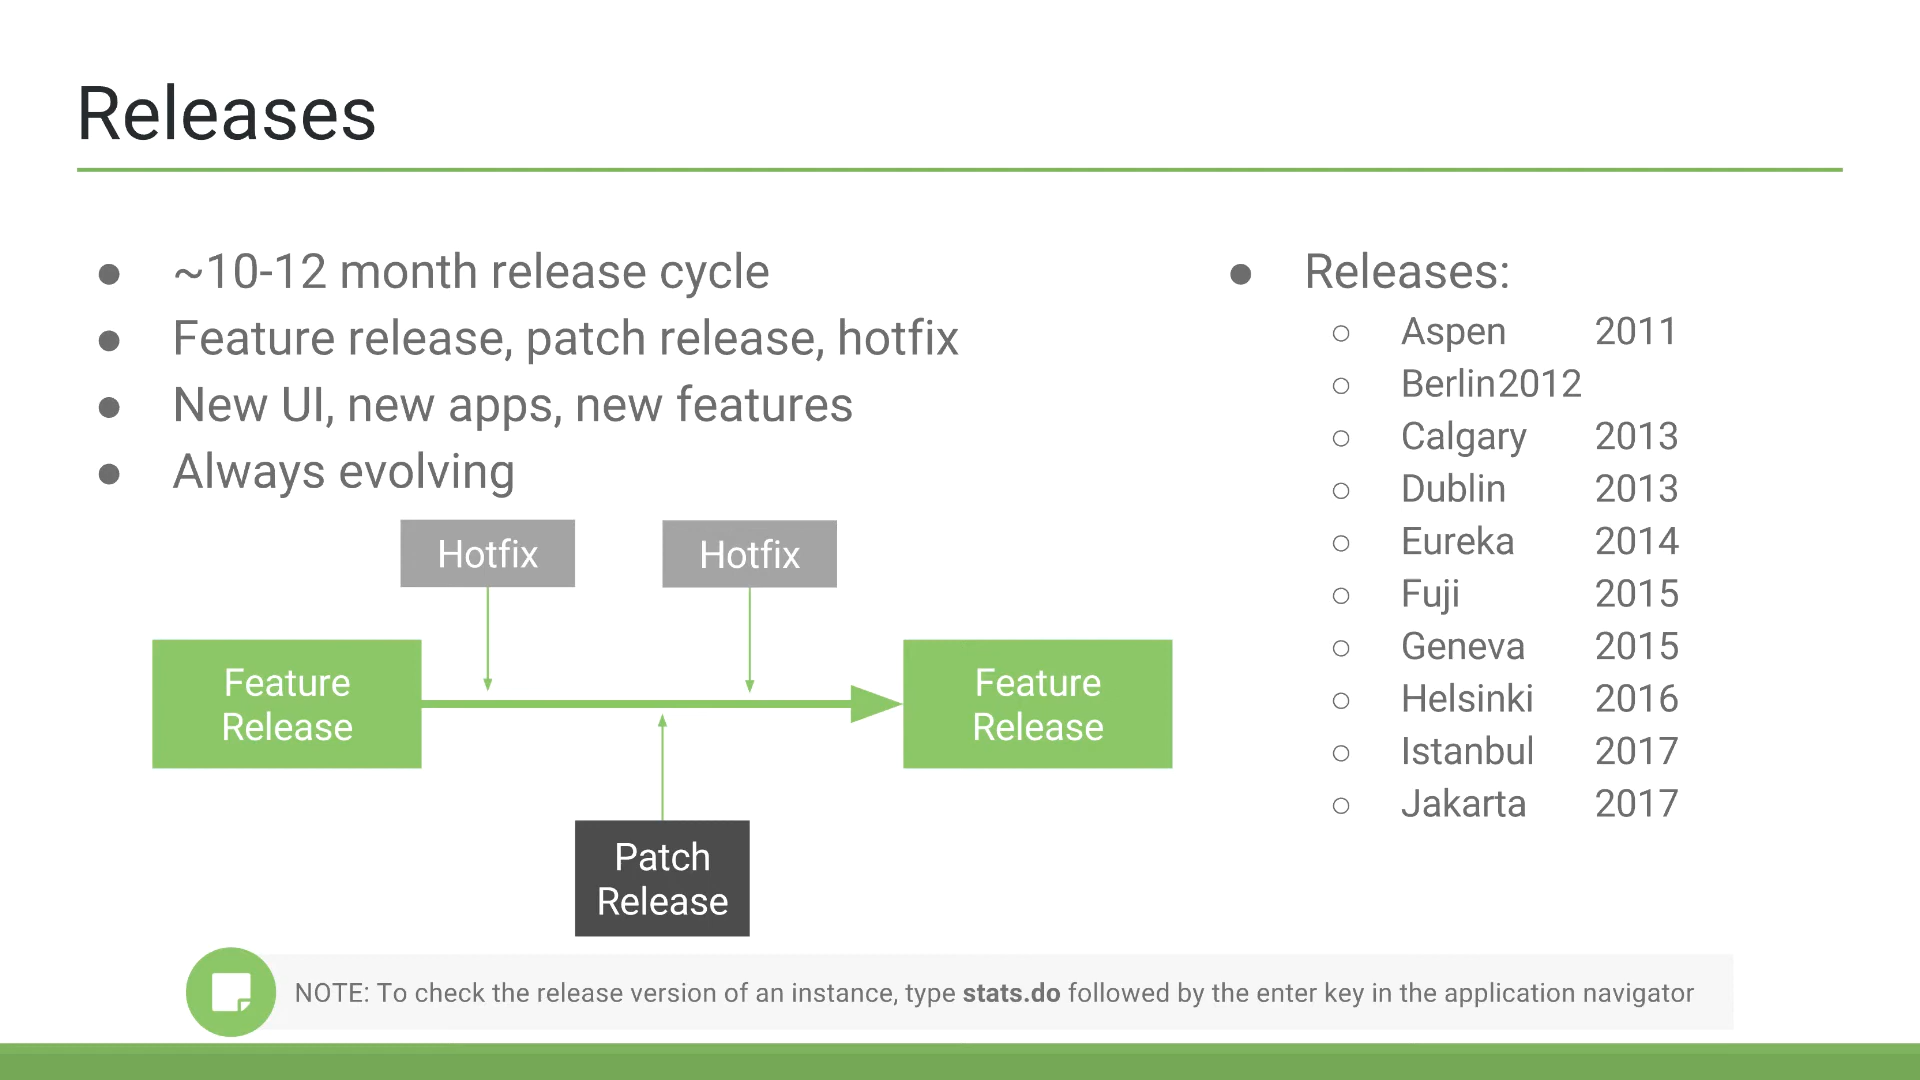 Releases
~10-12 month release cycle
Feature release, patch release, hotfix
New UI, new apps, new features
Always evolving
Hotfix
Hotfix
Feature
Release
Feature
Release
Patch
Release
Releases:
Aspen 2011
Berlin2012
Calgary 2013
Dublin 2013
Eureka 2014
Fuji 2015
Geneva 2015
Helsinki 2016
Istanbul 2017
Jakarta 2017
NOTE: To check the release version of an instance, type stats.do followed by the enter key in the application navigator